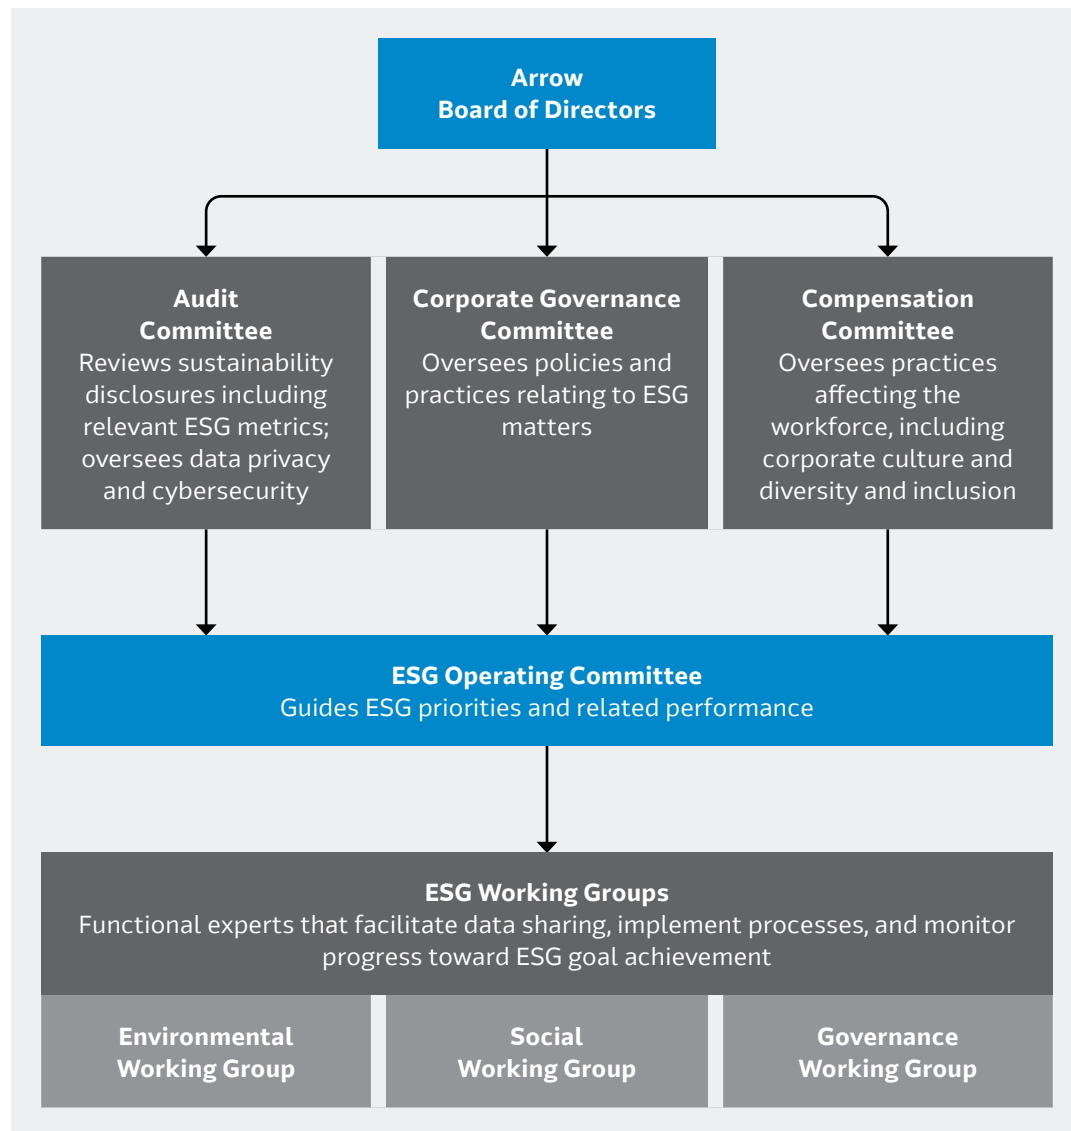 Arrow
Board of Directors
Audit
Committee
Reviews sustainability
disclosures including
relevant ESG metrics;
oversees data privacy
and cybersecurity
Corporate Governance
Committee
Oversees policies and
practices relating to ESG
matters
Compensation
Committee
Oversees practices
affecting the
workforce, including
corporate culture and
diversity and inclusion
ESG Operating Committee
Guides ESG priorities and related performance
ESG Working Groups
Functional experts that facilitate data sharing, implement processes, and monitor
progress toward ESG goal achievement
Environmental
Working Group
Social
Working Group
Governance
Working Group